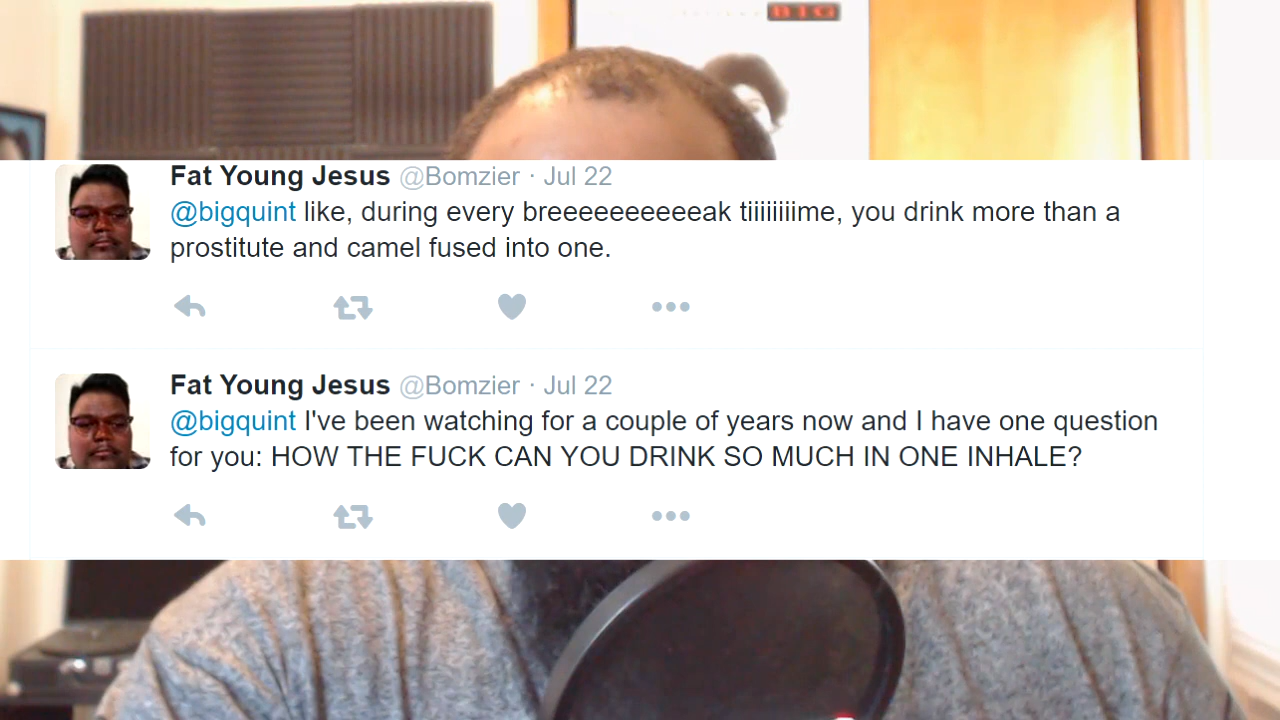 BIG
Fat Young Jesus @Bomzier · Jul 22
@bigquint like, during every breeeeeeeeeeak tiiiiiiiime, you drink more than a
prostitute and camel fused into one.
Fat Young Jesus @Bomzier · Jul 22
@bigquint I've been watching for a couple of years now and I have one question
for you: HOW THE FUCK CAN YOU DRINK SO MUCH IN ONE INHALE?